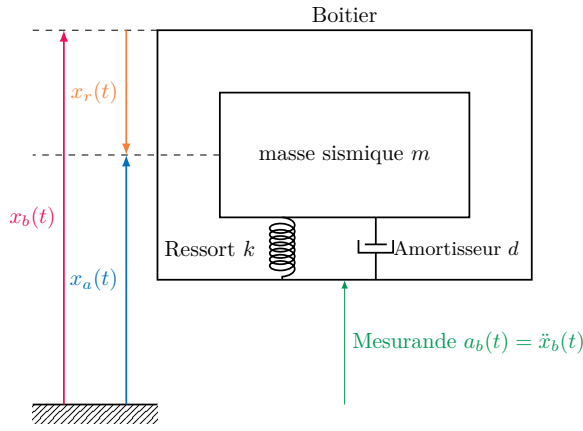 Boitier
x_r(t)
masse sismique m
x_b(t)
Ressort k
Amortisseur d
x_a(t)
Mesurande a_b(t) = ẍ_b(t)